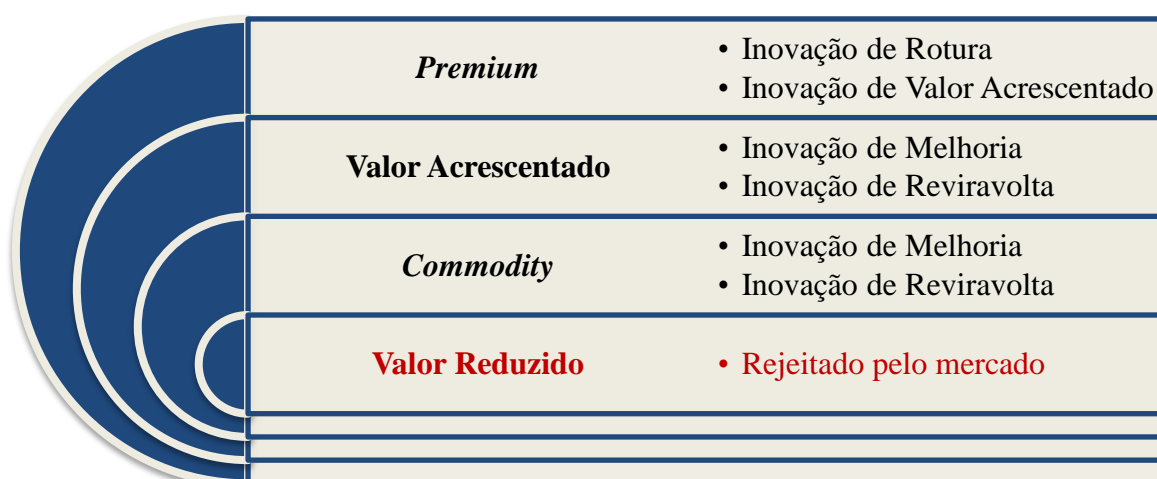 Premium
• Inovação de Rotura
• Inovação de Valor Acrescentado
Valor Acrescentado
• Inovação de Melhoria
• Inovação de Reviravolta
Commodity
• Inovação de Melhoria
• Inovação de Reviravolta
Valor Reduzido
• Rejeitado pelo mercado